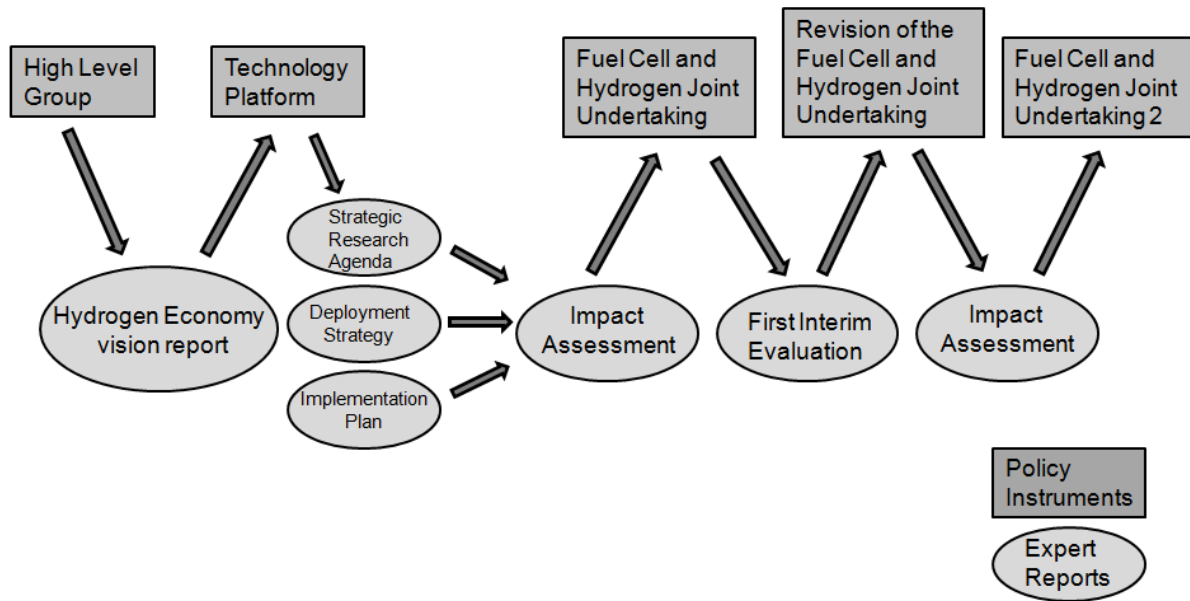 High Level
Group
Technology
Platform
Fuel Cell and
Hydrogen Joint
Undertaking
Revision of the
Fuel Cell and
Hydrogen Joint
Undertaking
Fuel Cell and
Hydrogen Joint
Undertaking 2
Hydrogen Economy
vision report
Strategic
Research
Agenda
Deployment
Strategy
Implementation
Plan
Impact
Assessment
First Interim
Evaluation
Impact
Assessment
Policy
Instruments
Expert
Reports